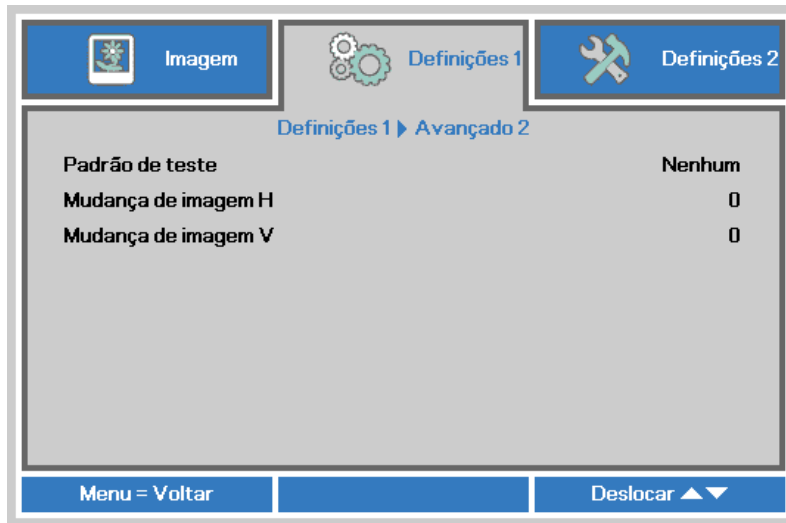 Imagem
Definições 1
Definições 2
Definições 1 ▶ Avançado 2
Padrão de teste Nenhum
Mudança de imagem H 0
Mudança de imagem V 0
Menu = Voltar
Deslocar ▲▼